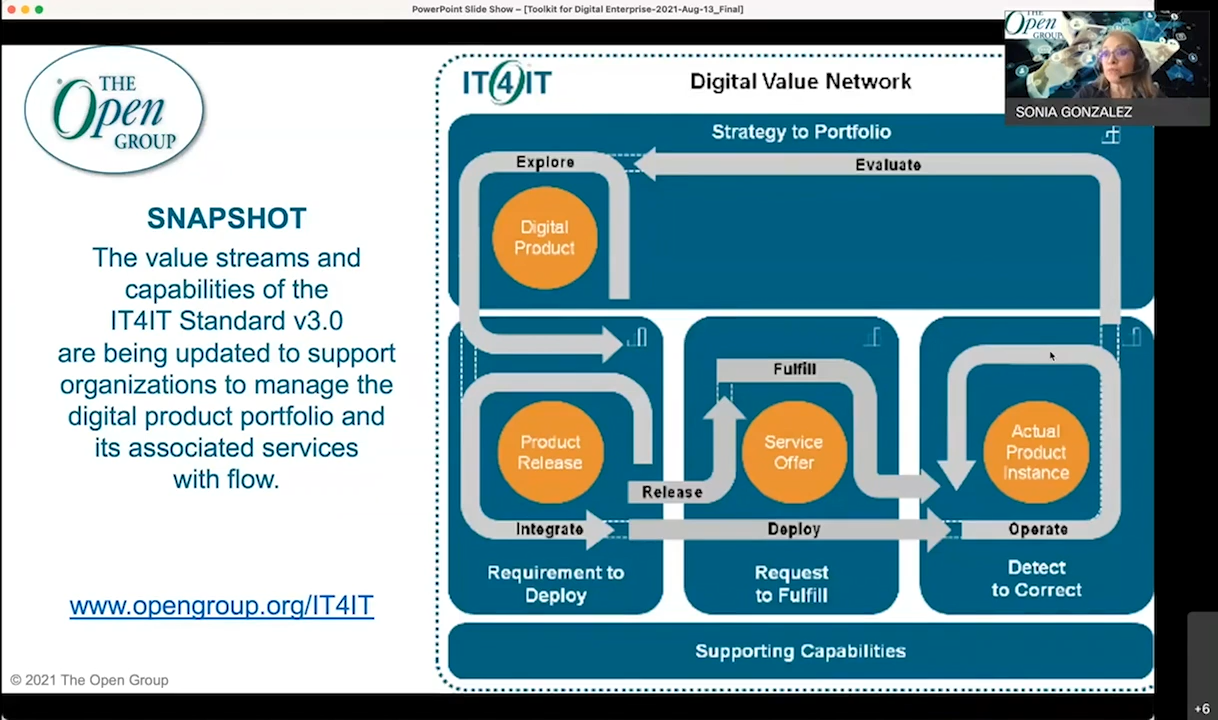 PowerPoint Slide Show – [Toolkit for Digital Enterprise-2021-Aug-13_Final]
THE
Open
GROUP
SNAPSHOT
The value streams and
capabilities of the
IT4IT Standard v3.0
are being updated to support
organizations to manage the
digital product portfolio and
its associated services
with flow.
www.opengroup.org/IT4IT
© 2021 The Open Group
IT4IT
Digital Value Network
Strategy to Portfolio
Explore
Evaluate
Digital
Product
Fulfill
Product
Release
Service
Offer
Actual
Product
Instance
Release
Integrate
Deploy
Operate
Requirement to
Deploy
Request
to Fulfill
Detect
to Correct
Supporting Capabilities
THE
Open
GROUP
SONIA GONZALEZ
+6